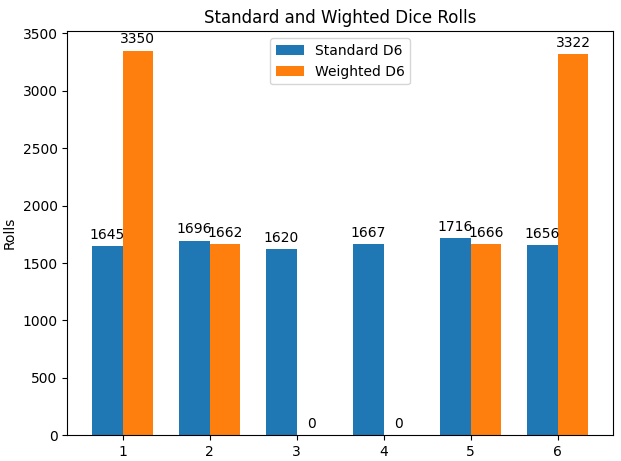 Standard and Wighted Dice Rolls
3500
3000
2500
2000
1500
1000
500
0
Rolls
Standard D6
Weighted D6
1645 3350
1696 1662
1620 0
1667 0
1716 1666
1656 3322
1 2 3 4 5 6